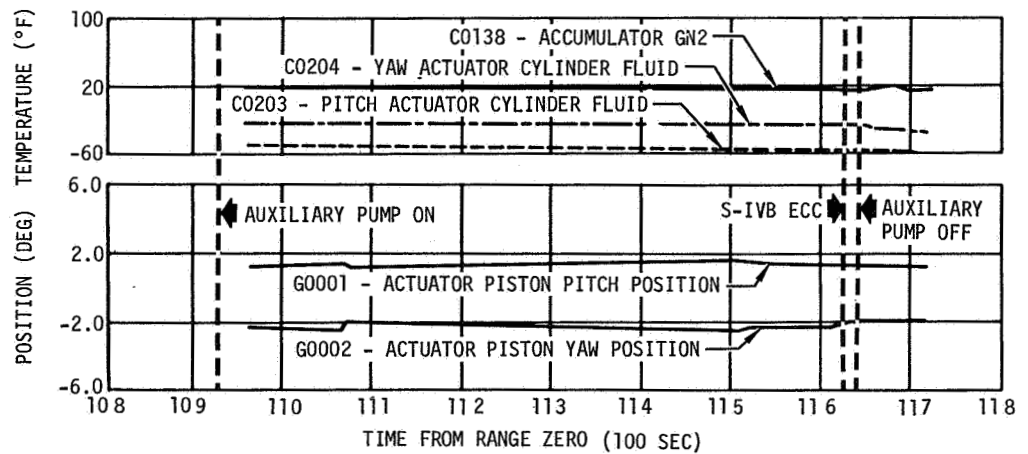 TEMPERATURE (°F)
100
20
-60
C0138 - ACCUMULATOR GN2
C0204 - YAW ACTUATOR CYLINDER FLUID
C0203 - PITCH ACTUATOR CYLINDER FLUID
POSITION (DEG)
6.0
2.0
-2.0
-6.0
AUXILIARY PUMP ON
S-IVB ECC
AUXILIARY
PUMP OFF
G0001 - ACTUATOR PISTON PITCH POSITION
G0002 - ACTUATOR PISTON YAW POSITION
108 109 110 111 112 113 114 115 116 117 118
TIME FROM RANGE ZERO (100 SEC)